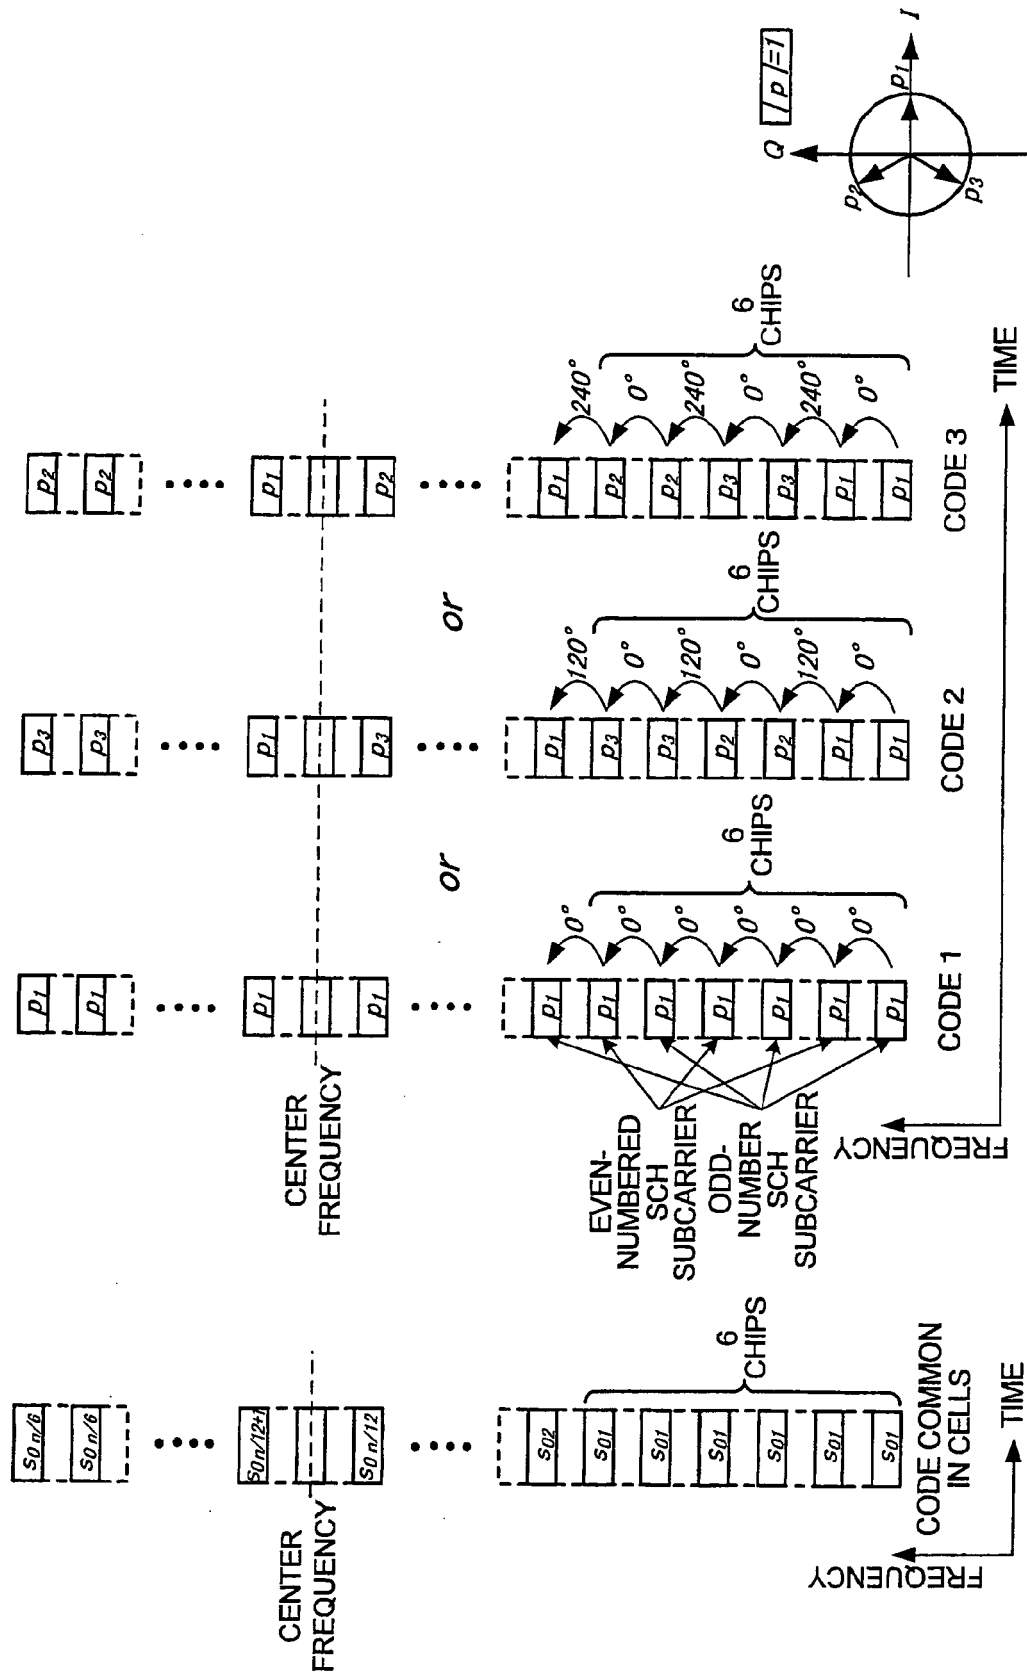 s0 n/6
s0 n/6
s0 n/12+1
s0 n/12
s02
s01
s01
s01
s01
s01
s01
CENTER
FREQUENCY
6
CHIPS
CODE COMMON
IN CELLS
FREQUENCY
TIME
p1
p1
p1
p1
p1
p1
p1
p1
p1
p1
p1
CENTER
FREQUENCY
EVEN-
NUMBERED
SCH
SUBCARRIER
ODD-
NUMBER
SCH
SUBCARRIER
0°
0°
0°
0°
0°
0°
6
CHIPS
CODE 1
or
p3
p3
p1
p3
p1
p3
p3
p2
p2
p1
p1
120°
0°
120°
0°
120°
0°
6
CHIPS
CODE 2
or
p2
p2
p1
p2
p1
p2
p2
p3
p3
p1
p1
240°
0°
240°
0°
240°
0°
6
CHIPS
CODE 3
FREQUENCY
TIME
|p|=1
Q
I
p1
p2
p3